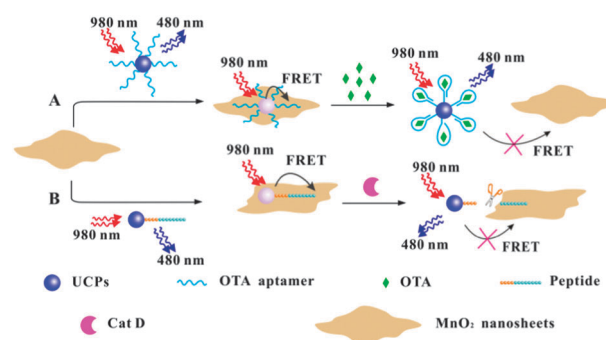 980 nm
480 nm
A
980 nm
FRET
980 nm
480 nm
FRET
B
980 nm
480 nm
980 nm
FRET
980 nm
480 nm
FRET
UCPs
OTA aptamer
OTA
Peptide
Cat D
MnO₂ nanosheets